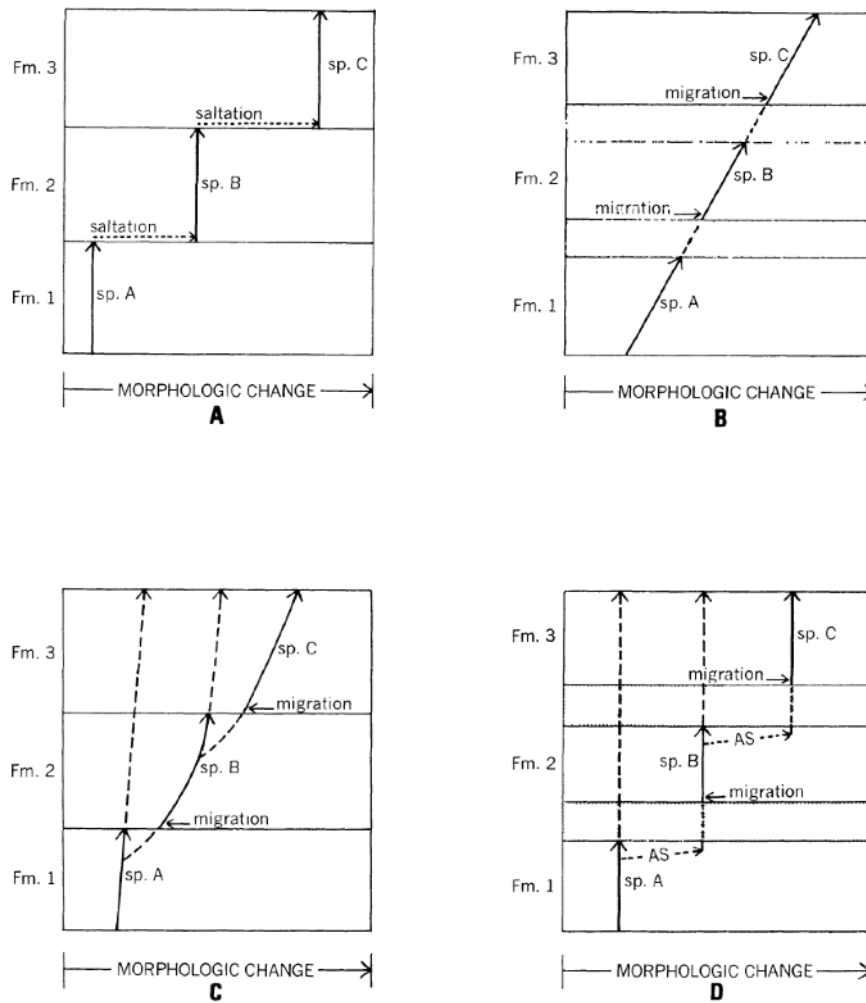 Fm. 3
sp. C
saltation
Fm. 2
sp. B
saltation
Fm. 1
sp. A
MORPHOLOGIC CHANGE
A
Fm. 3
sp. C
migration
Fm. 2
sp. B
migration
Fm. 1
sp. A
MORPHOLOGIC CHANGE
B
Fm. 3
sp. C
migration
Fm. 2
sp. B
migration
Fm. 1
sp. A
MORPHOLOGIC CHANGE
C
Fm. 3
sp. C
migration
AS
Fm. 2
sp. B
migration
AS
Fm. 1
sp. A
MORPHOLOGIC CHANGE
D